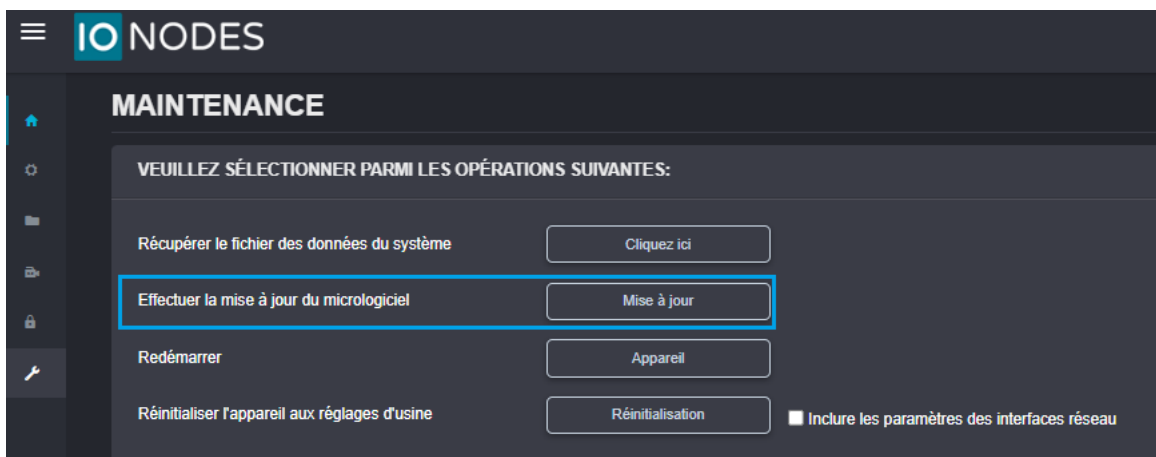 IO NODES
MAINTENANCE
VEUILLEZ SÉLECTIONNER PARMI LES OPÉRATIONS SUIVANTES:
Récupérer le fichier des données du système Cliquez ici
Effectuer la mise à jour du micrologiciel Mise à jour
Redémarrer Appareil
Réinitialiser l'appareil aux réglages d'usine Réinitialisation Inclure les paramètres des interfaces réseau